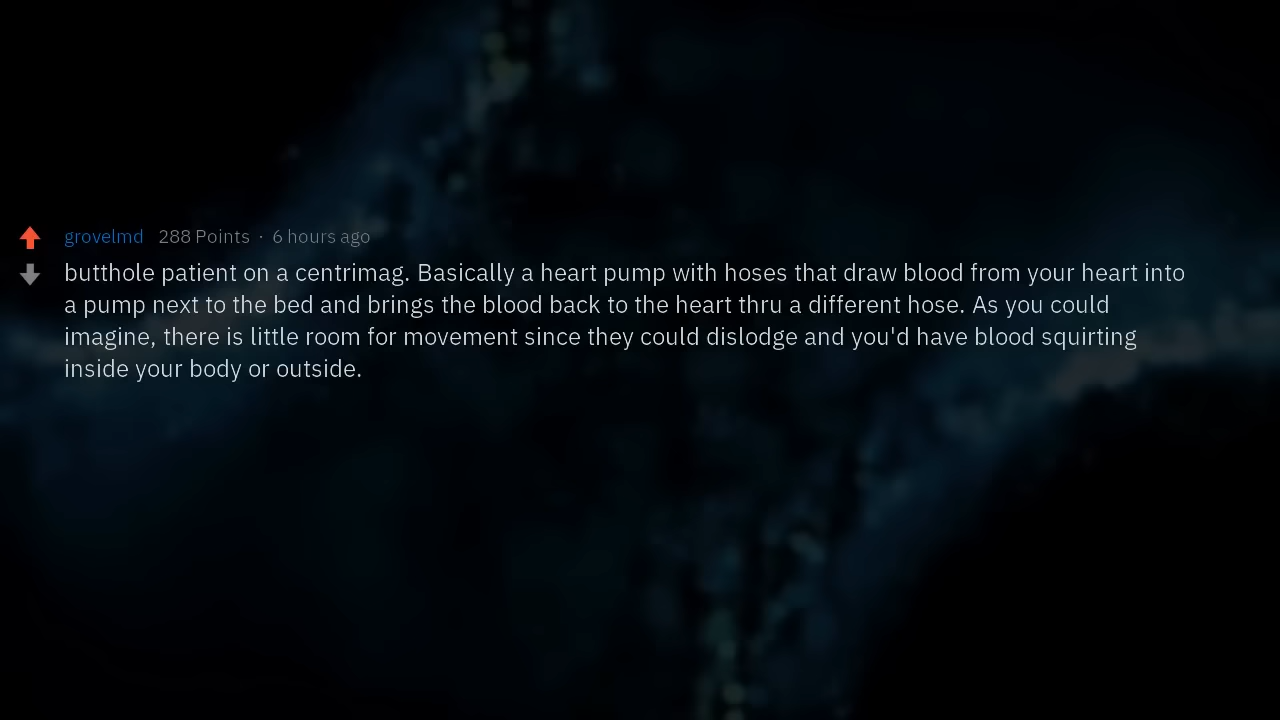 grovelmd 288 Points · 6 hours ago
butthole patient on a centrimag. Basically a heart pump with hoses that draw blood from your heart into
a pump next to the bed and brings the blood back to the heart thru a different hose. As you could
imagine, there is little room for movement since they could dislodge and you'd have blood squirting
inside your body or outside.